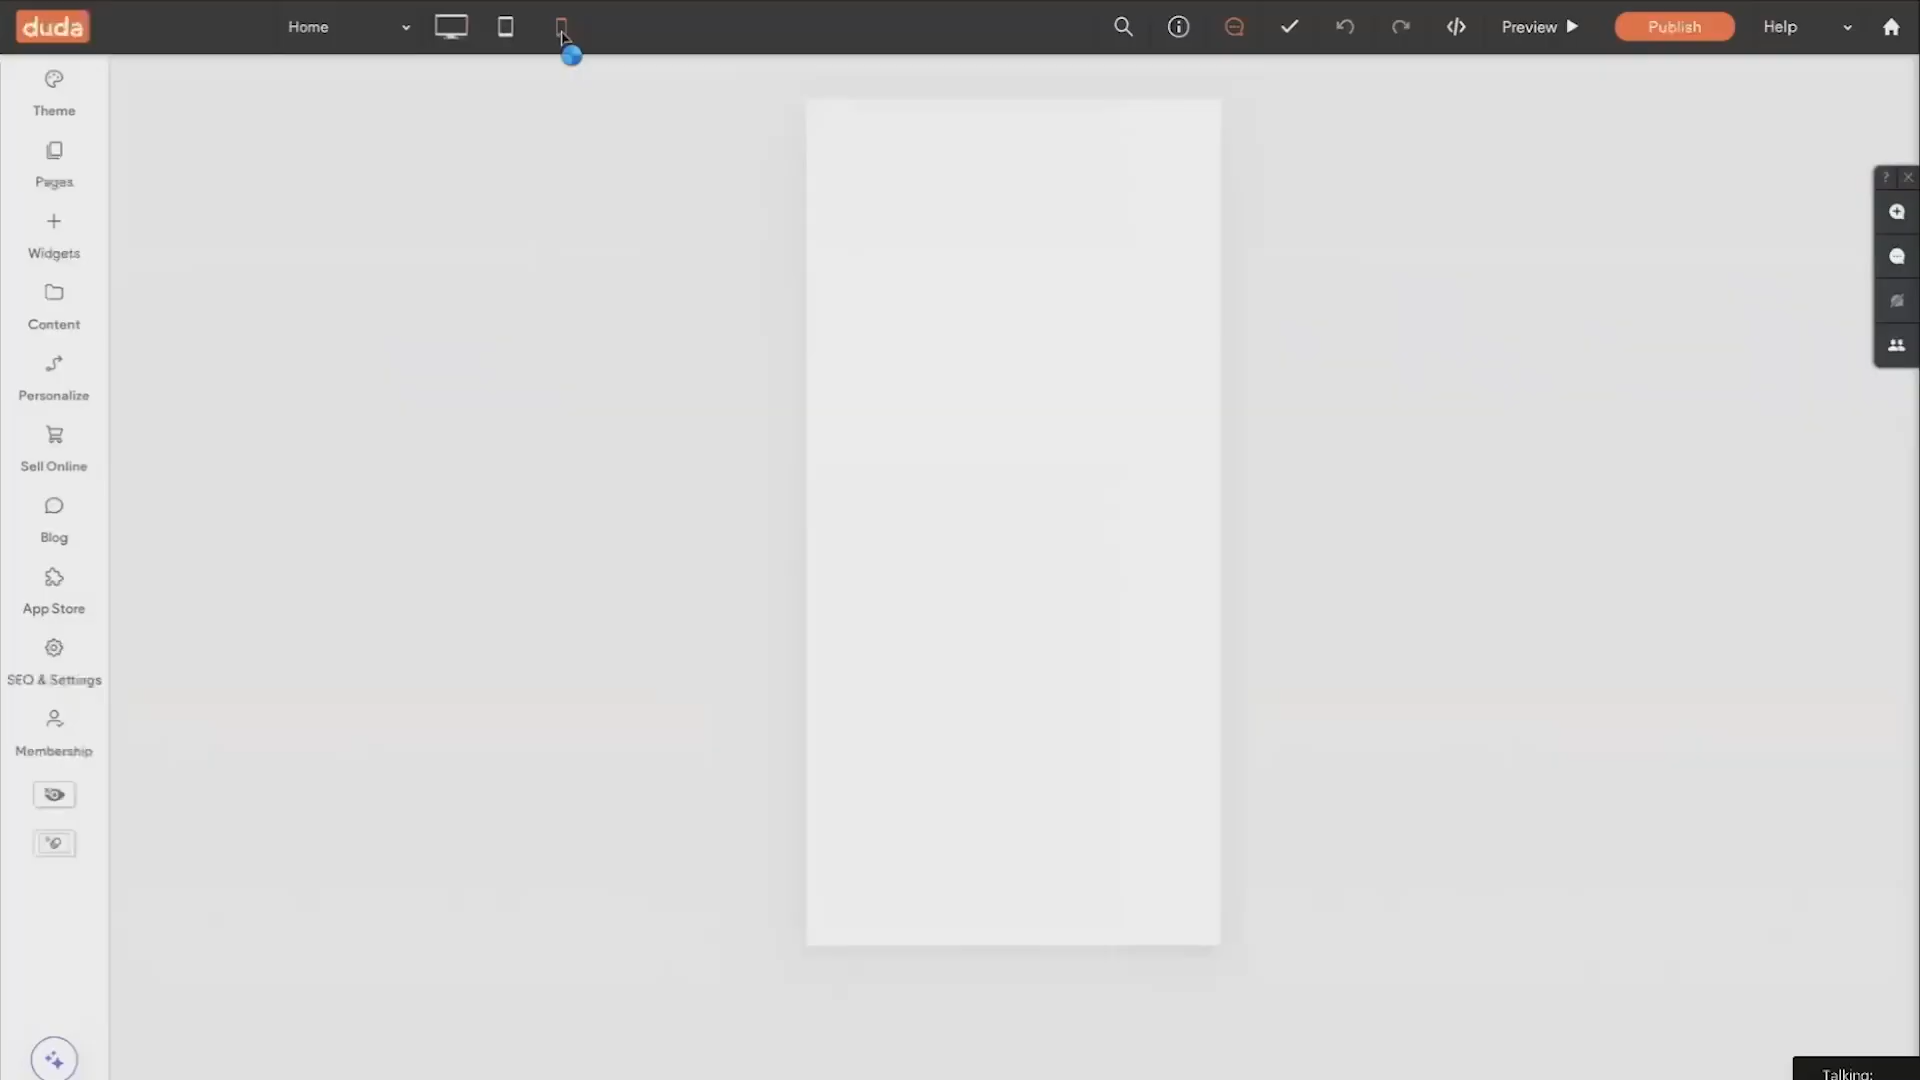 duda
Home
Preview
Publish
Help
Theme
Pages
Widgets
Content
Personalize
Sell Online
Blog
App Store
SEO & Settings
Membership
?
Talking: